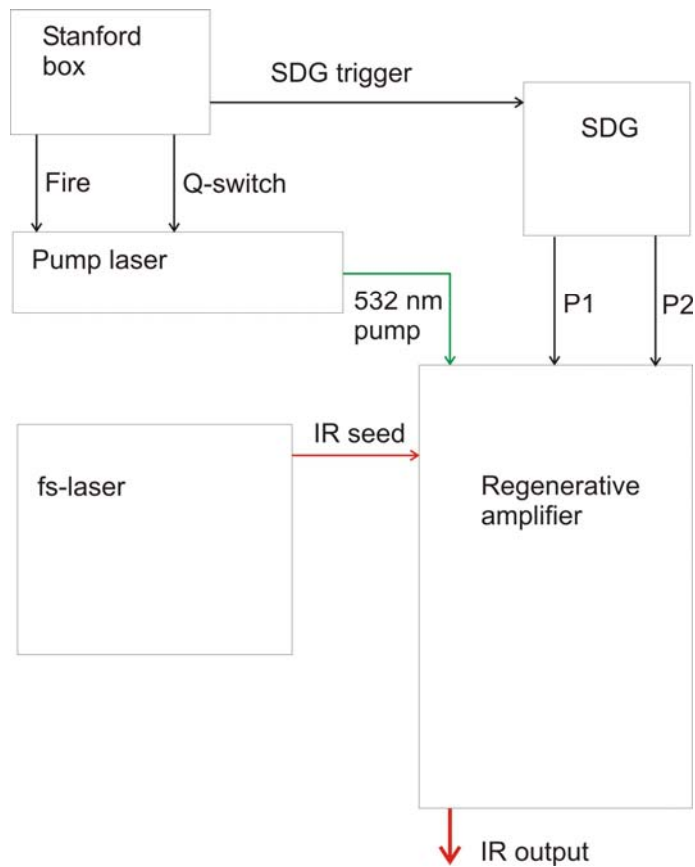 Stanford
box
SDG trigger
SDG
Fire
Q-switch
Pump laser
532 nm
pump
P1
P2
IR seed
fs-laser
Regenerative
amplifier
IR output